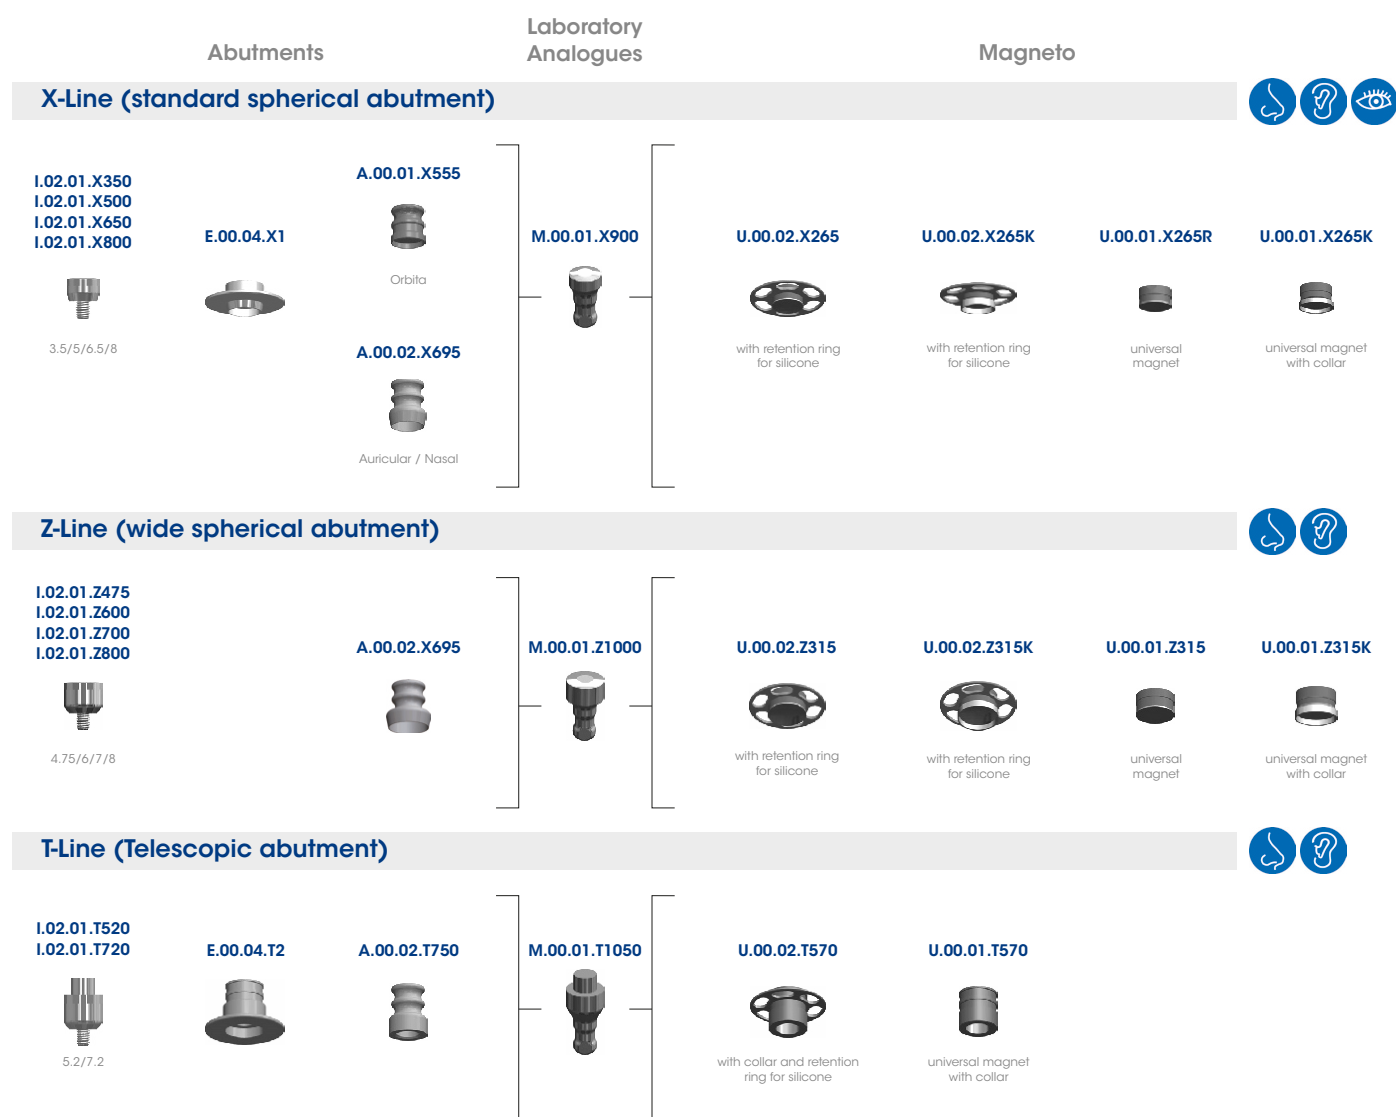 Abutments
Laboratory
Analogues
Magneto
X-Line (standard spherical abutment)
I.02.01.X350
I.02.01.X500
I.02.01.X650
I.02.01.X800
3.5/5/6.5/8
E.00.04.X1
A.00.01.X555
Orbita
A.00.02.X695
Auricular / Nasal
M.00.01.X900
U.00.02.X265
with retention ring
for silicone
U.00.02.X265K
with retention ring
for silicone
U.00.01.X265R
universal
magnet
U.00.01.X265K
universal magnet
with collar
Z-Line (wide spherical abutment)
I.02.01.Z475
I.02.01.Z600
I.02.01.Z700
I.02.01.Z800
4.75/6/7/8
A.00.02.X695
M.00.01.Z1000
U.00.02.Z315
with retention ring
for silicone
U.00.02.Z315K
with retention ring
for silicone
U.00.01.Z315
universal
magnet
U.00.01.Z315K
universal magnet
with collar
T-Line (Telescopic abutment)
I.02.01.T520
I.02.01.T720
5.2/7.2
E.00.04.T2
A.00.02.T750
M.00.01.T1050
U.00.02.T570
with collar and retention
ring for silicone
U.00.01.T570
universal magnet
with collar